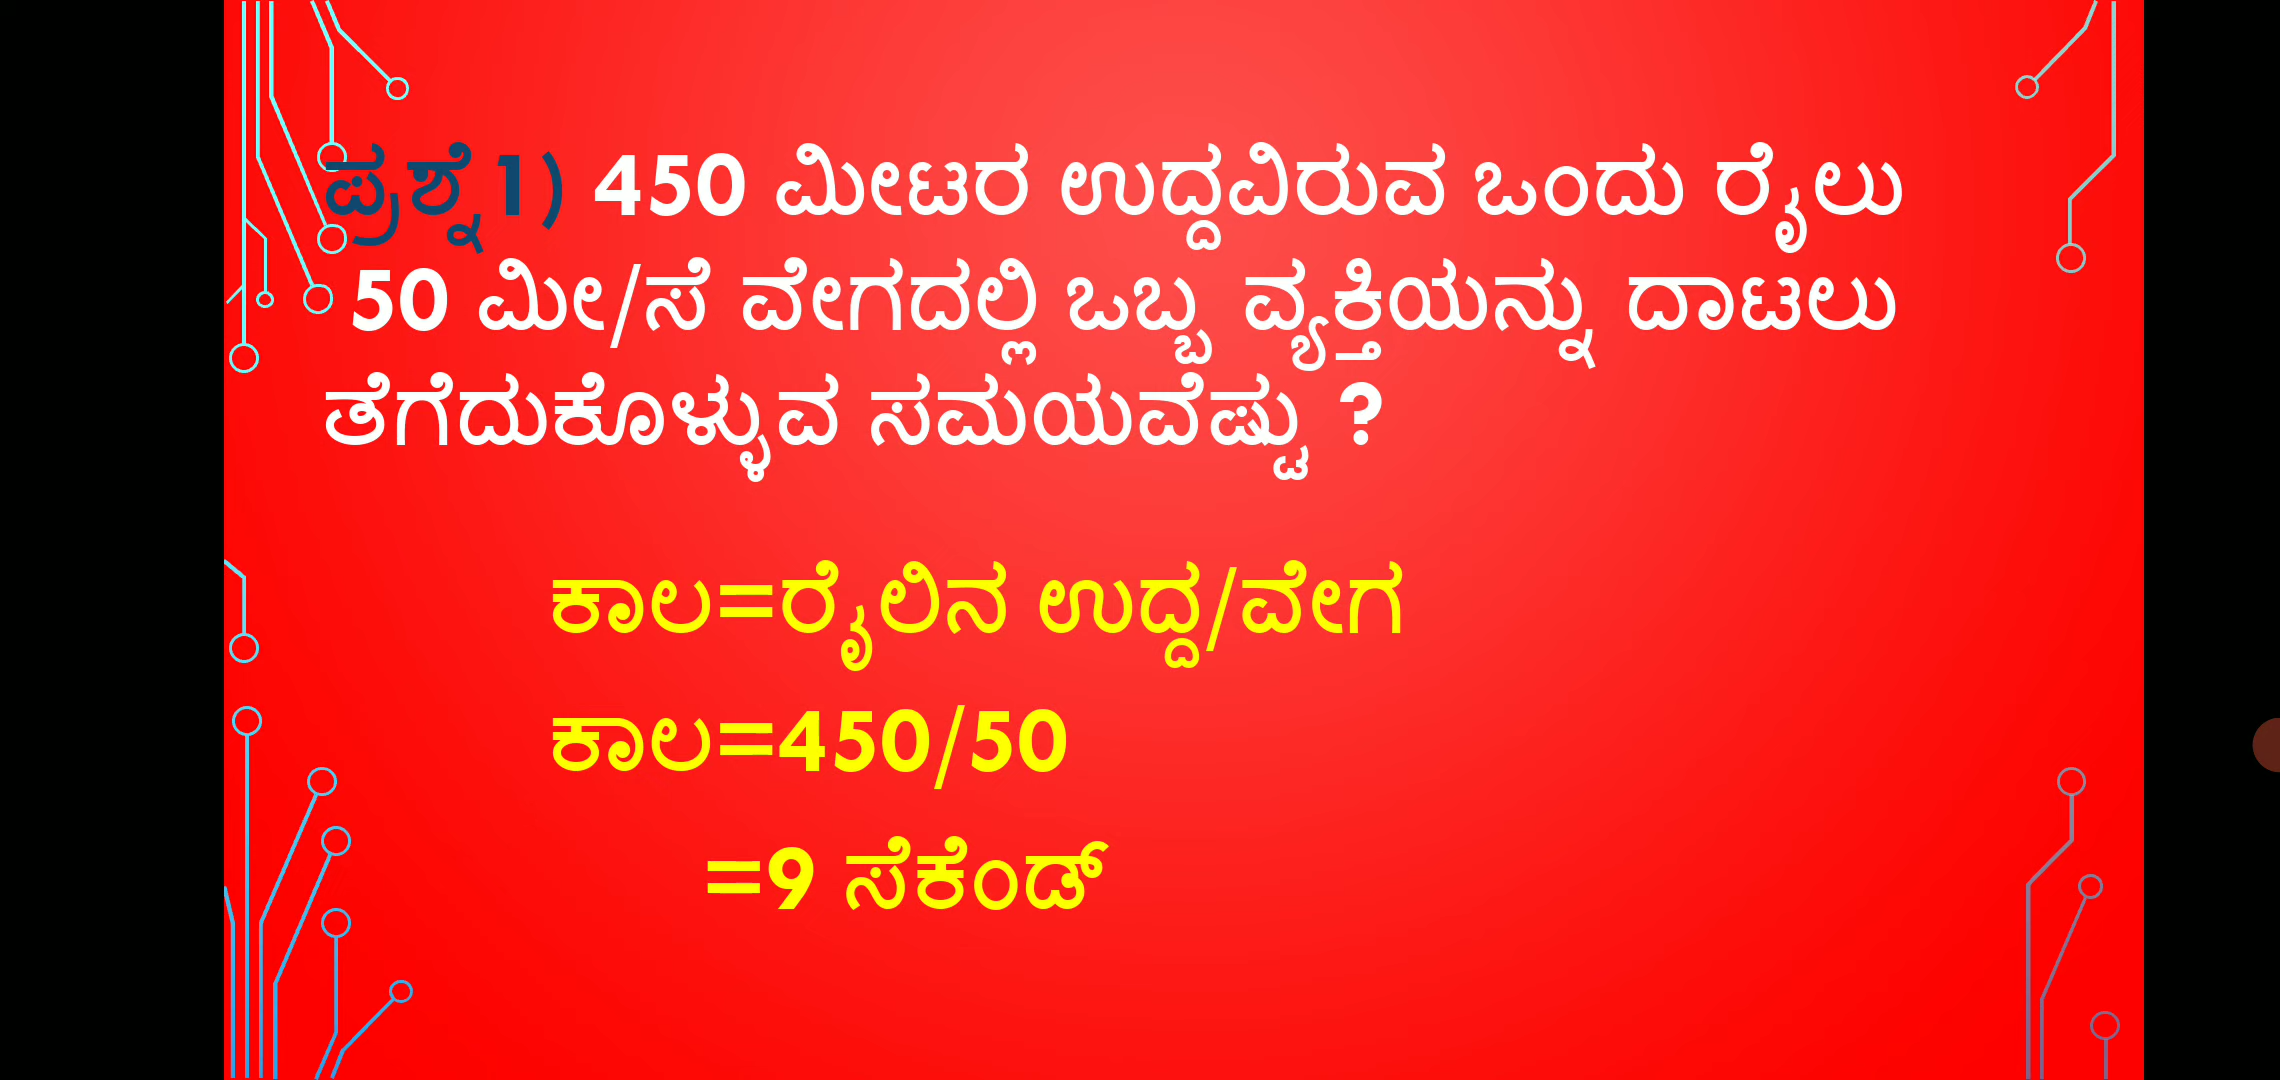 ಪ್ರಶ್ನೆ 1) 450 ಮೀಟರ ಉದ್ದವಿರುವ ಒಂದು ರೈಲು
50 ಮೀ/ಸೆ ವೇಗದಲ್ಲಿ ಒಬ್ಬ ವ್ಯಕ್ತಿಯನ್ನು ದಾಟಲು
ತೆಗೆದುಕೊಳ್ಳುವ ಸಮಯವೆಷ್ಟು ?
ಕಾಲ=ರೈಲಿನ ಉದ್ದ/ವೇಗ
ಕಾಲ=450/50
=9 ಸೆಕೆಂಡ್